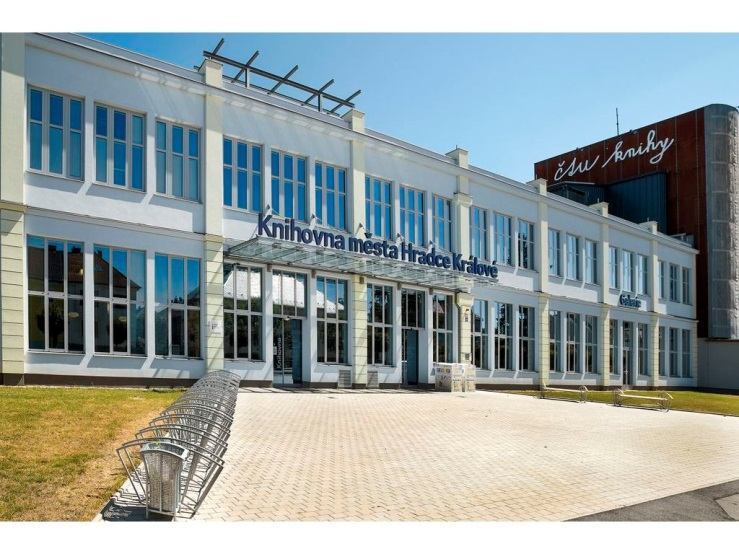 čtu knihy
Knihovna města Hradce Králové
Galerie